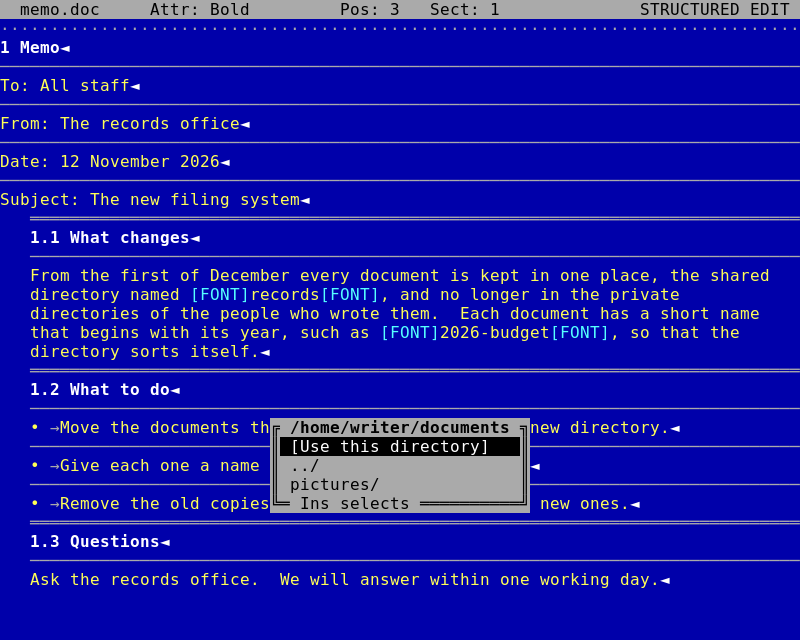 memo.doc     Attr: Bold         Pos: 3   Sect: 1              STRUCTURED EDIT
1 Memo◄
To: All staff◄
From: The records office◄
Date: 12 November 2026◄
Subject: The new filing system◄
1.1 What changes◄
From the first of December every document is kept in one place, the shared
directory named [FONT]records[FONT], and no longer in the private
directories of the people who wrote them.  Each document has a short name
that begins with its year, such as [FONT]2026-budget[FONT], so that the
directory sorts itself.◄
1.2 What to do◄
/home/writer/documents
• →Move the documents th new directory.◄
[Use this directory]
• →Give each one a name ../ ◄
pictures/
• →Remove the old copies Ins selects new ones.◄
1.3 Questions◄
Ask the records office.  We will answer within one working day.◄